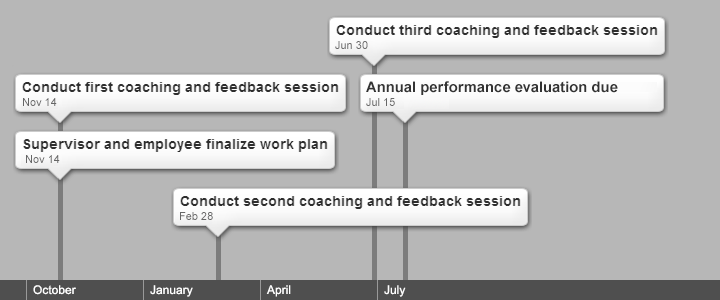 Conduct third coaching and feedback session
Jun 30
Conduct first coaching and feedback session
Nov 14
Annual performance evaluation due
Jul 15
Supervisor and employee finalize work plan
Nov 14
Conduct second coaching and feedback session
Feb 28
October
January
April
July